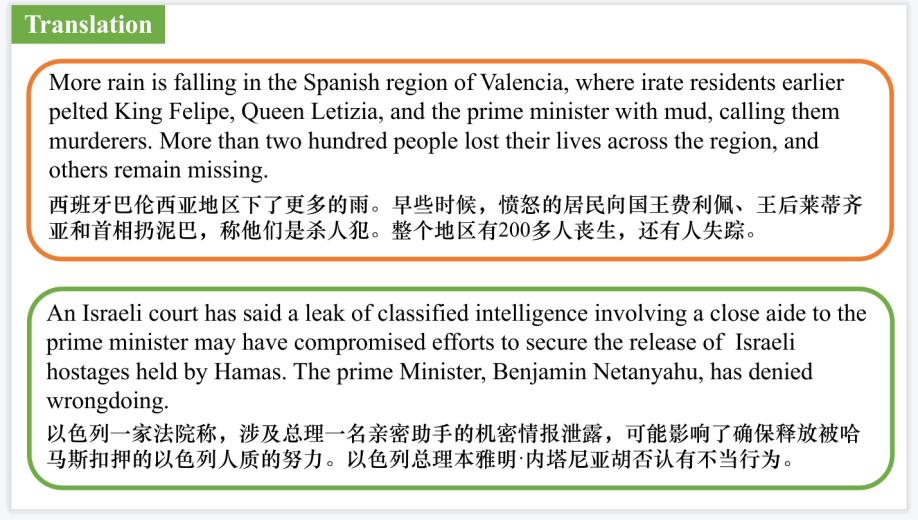 Translation
More rain is falling in the Spanish region of Valencia, where irate residents earlier
pelted King Felipe, Queen Letizia, and the prime minister with mud, calling them
murderers. More than two hundred people lost their lives across the region, and
others remain missing.
西班牙巴伦西亚地区下了更多的雨。早些时候，愤怒的居民向国王费利佩、王后莱蒂齐
亚和首相扔泥巴，称他们是杀人犯。整个地区有200多人丧生，还有人失踪。
An Israeli court has said a leak of classified intelligence involving a close aide to the
prime minister may have compromised efforts to secure the release of Israeli
hostages held by Hamas. The prime Minister, Benjamin Netanyahu, has denied
wrongdoing.
以色列一家法院称，涉及总理一名亲密助手的机密情报泄露，可能影响了确保释放被哈
马斯扣押的以色列人质的努力。以色列总理本雅明·内塔尼亚胡否认有不当行为。